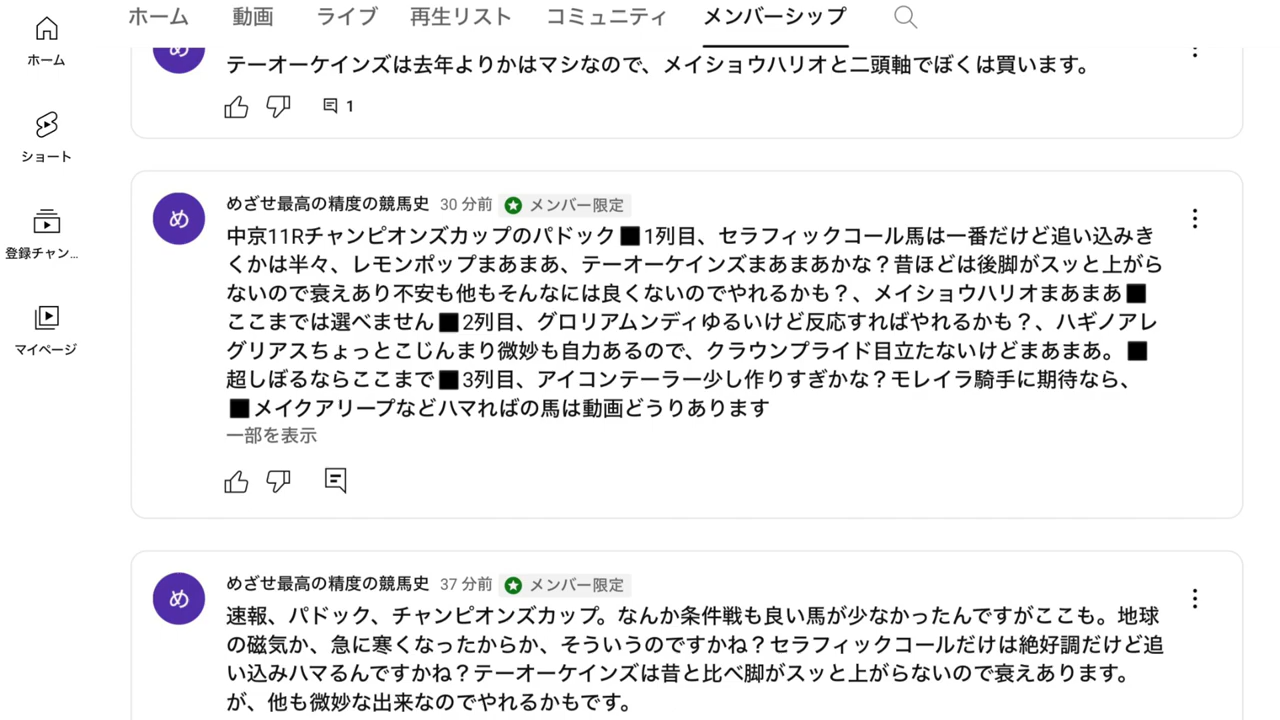 ホーム 動画 ライブ 再生リスト コミュニティ メンバーシップ
ホーム
ショート
登録チャン...
マイページ
め
テーオーケインズは去年よりかはマシなので、メイショウハリオと二頭軸でぼくは買います。
1
め
めざせ最高の精度の競馬史 30 分前 メンバー限定
中京11Rチャンピオンズカップのパドック⬛1列目、セラフィックコール馬は一番だけど追い込みき
くかは半々、レモンポップまあまあ、テーオーケインズまあまあかな？昔ほどは後脚がスッと上がら
ないので衰えあり不安も他もそんなには良くないのでやれるかも？、メイショウハリオまあまあ⬛
ここまでは選べません⬛2列目、グロリアムンディゆるいけど反応すればやれるかも？、ハギノアレ
グリアスちょっとこじんまり微妙も自力あるので、クラウンプライド目立たないけどまあまあ。⬛
超しぼるならここまで⬛3列目、アイコンテーラー少し作りすぎかな？モレイラ騎手に期待なら、
⬛メイクアリープなどハマればの馬は動画どうりあります
一部を表示
め
めざせ最高の精度の競馬史 37 分前 メンバー限定
速報、パドック、チャンピオンズカップ。なんか条件戦も良い馬が少なかったんですがここも。地球
の磁気か、急に寒くなったからか、そういうのですかね？セラフィックコールだけは絶好調だけど追
い込みハマるんですかね？テーオーケインズは昔と比べ脚がスッと上がらないので衰えあります。
が、他も微妙な出来なのでやれるかもです。